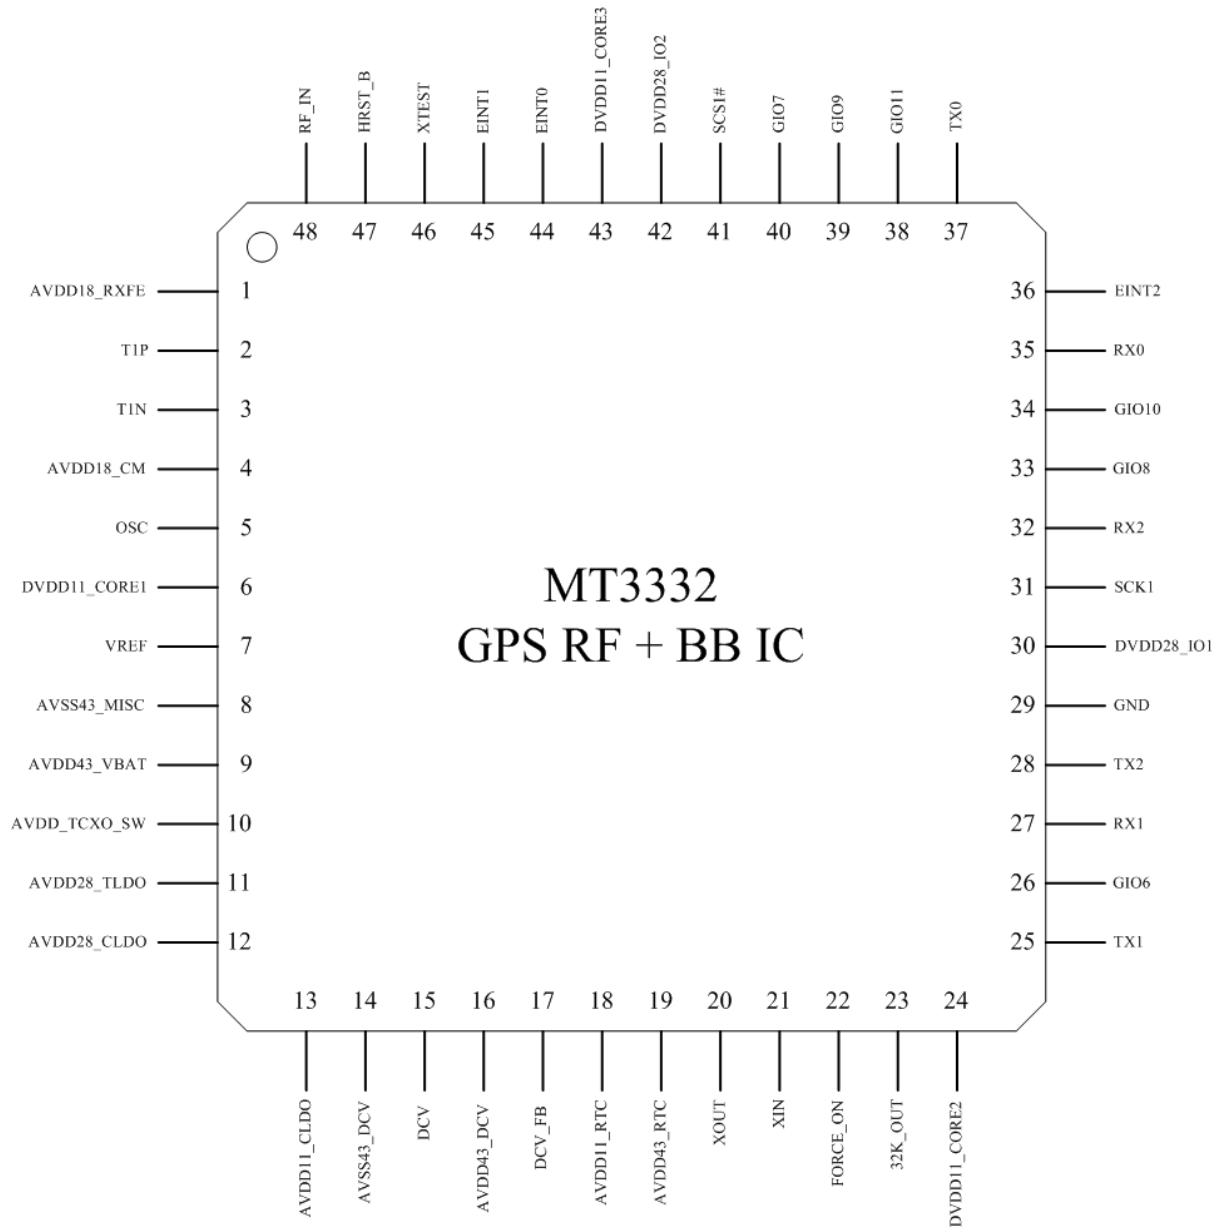 RF_IN
HRST_B
XTEST
EINT1
EINT0
DVDD11_CORE3
DVDD28_IO2
SCS1#
GIO7
GIO9
GIO11
TX0
48 47 46 45 44 43 42 41 40 39 38 37
AVDD18_RXFE 1 36 EINT2
T1P 2 35 RX0
T1N 3 34 GIO10
AVDD18_CM 4 33 GIO8
OSC 5 32 RX2
DVDD11_CORE1 6 31 SCK1
VREF 7 30 DVDD28_IO1
AVSS43_MISC 8 29 GND
AVDD43_VBAT 9 28 TX2
AVDD_TCXO_SW 10 27 RX1
AVDD28_TLDO 11 26 GIO6
AVDD28_CLDO 12 25 TX1
MT3332
GPS RF + BB IC
13 14 15 16 17 18 19 20 21 22 23 24
AVDD11_CLDO
AVSS43_DCV
DCV
AVDD43_DCV
DCV_FB
AVDD11_RTC
AVDD43_RTC
XOUT
XIN
FORCE_ON
32K_OUT
DVDD11_CORE2